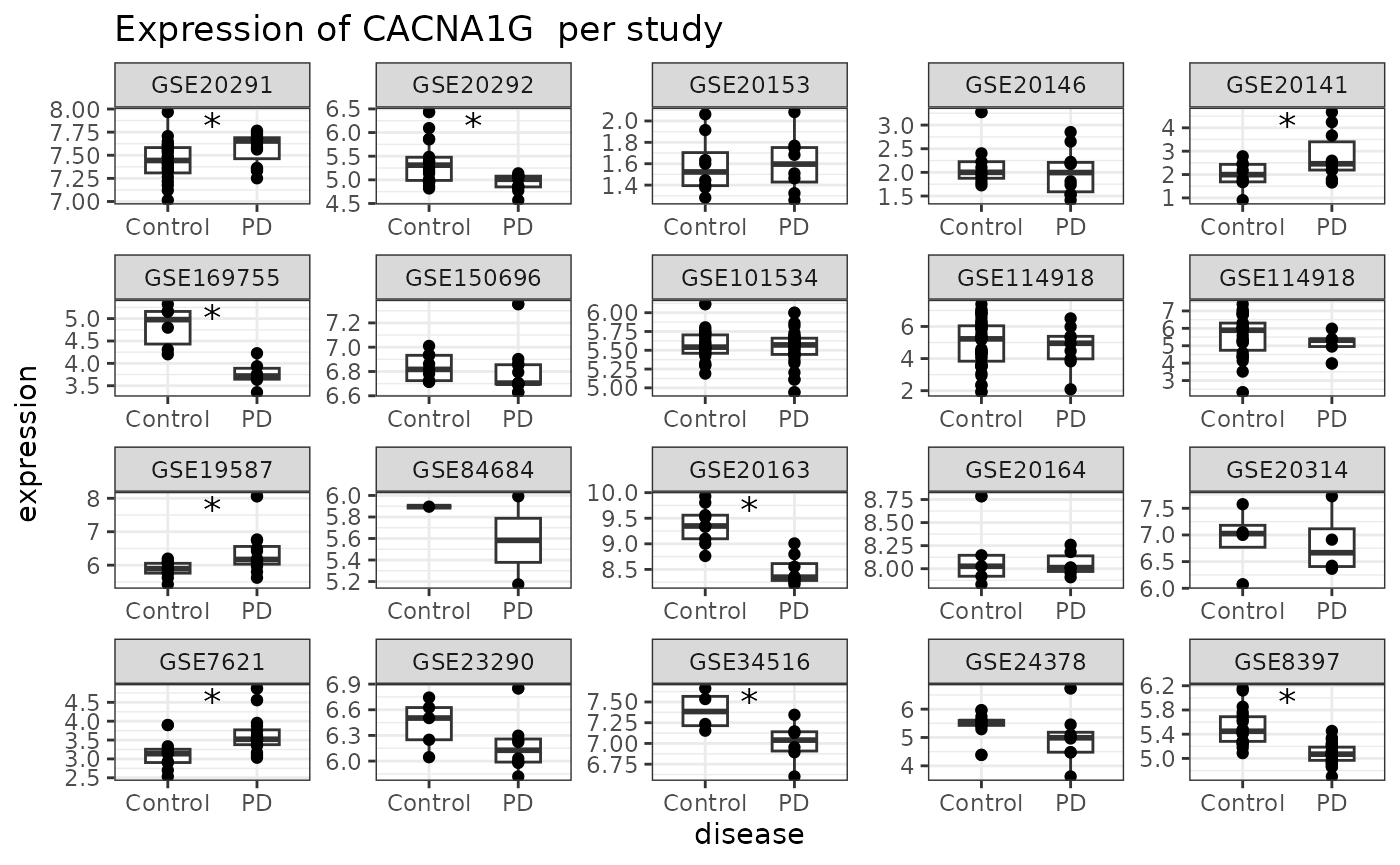 Expression of CACNA1G  per study
expression
GSE20291 GSE20292 GSE20153 GSE20146 GSE20141
8.00 7.75 7.50 7.25 7.00 *
6.5 6.0 5.5 5.0 4.5 *
2.0 1.8 1.6 1.4
3.0 2.5 2.0 1.5
4 3 2 1 *
Control PD Control PD Control PD Control PD Control PD
GSE169755 GSE150696 GSE101534 GSE114918 GSE114918
5.0 4.5 4.0 3.5 *
7.2 7.0 6.8 6.6
6.00 5.75 5.50 5.25 5.00
6 4 2
7 6 5 4 3
Control PD Control PD Control PD Control PD Control PD
GSE19587 GSE84684 GSE20163 GSE20164 GSE20314
8 7 6 *
6.0 5.8 5.6 5.4 5.2
10.0 9.5 9.0 8.5 *
8.75 8.50 8.25 8.00
7.5 7.0 6.5 6.0
Control PD Control PD Control PD Control PD Control PD
GSE7621 GSE23290 GSE34516 GSE24378 GSE8397
4.5 4.0 3.5 3.0 2.5 *
6.9 6.6 6.3 6.0
7.50 7.25 7.00 6.75 *
6 5 4
6.2 5.8 5.4 5.0 *
Control PD Control PD Control PD Control PD Control PD
disease